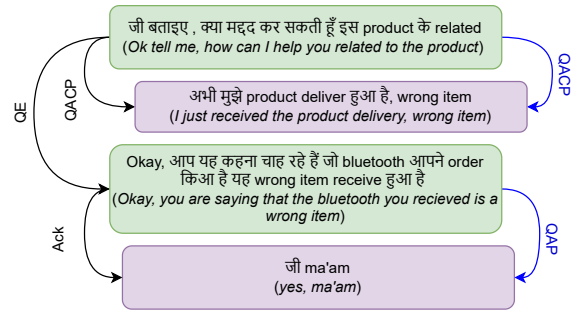 जी बताइए , क्या मद्दद कर सकती हूँ इस product के related
(Ok tell me, how can I help you related to the product)
QACP
QACP
QE
अभी मुझे product deliver हुआ है, wrong item
(I just received the product delivery, wrong item)
Okay, आप यह कहना चाह रहे हैं जो bluetooth आपने order
किआ है यह wrong item receive हुआ है
(Okay, you are saying that the bluetooth you recieved is a
wrong item)
Ack
QAP
जी ma'am
(yes, ma'am)